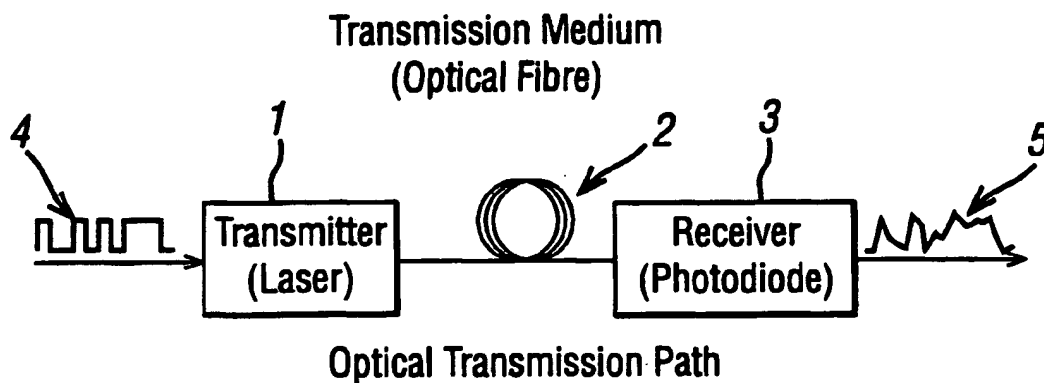 Transmission Medium
(Optical Fibre)
4
1
2
3
5
Transmitter
(Laser)
Receiver
(Photodiode)
Optical Transmission Path